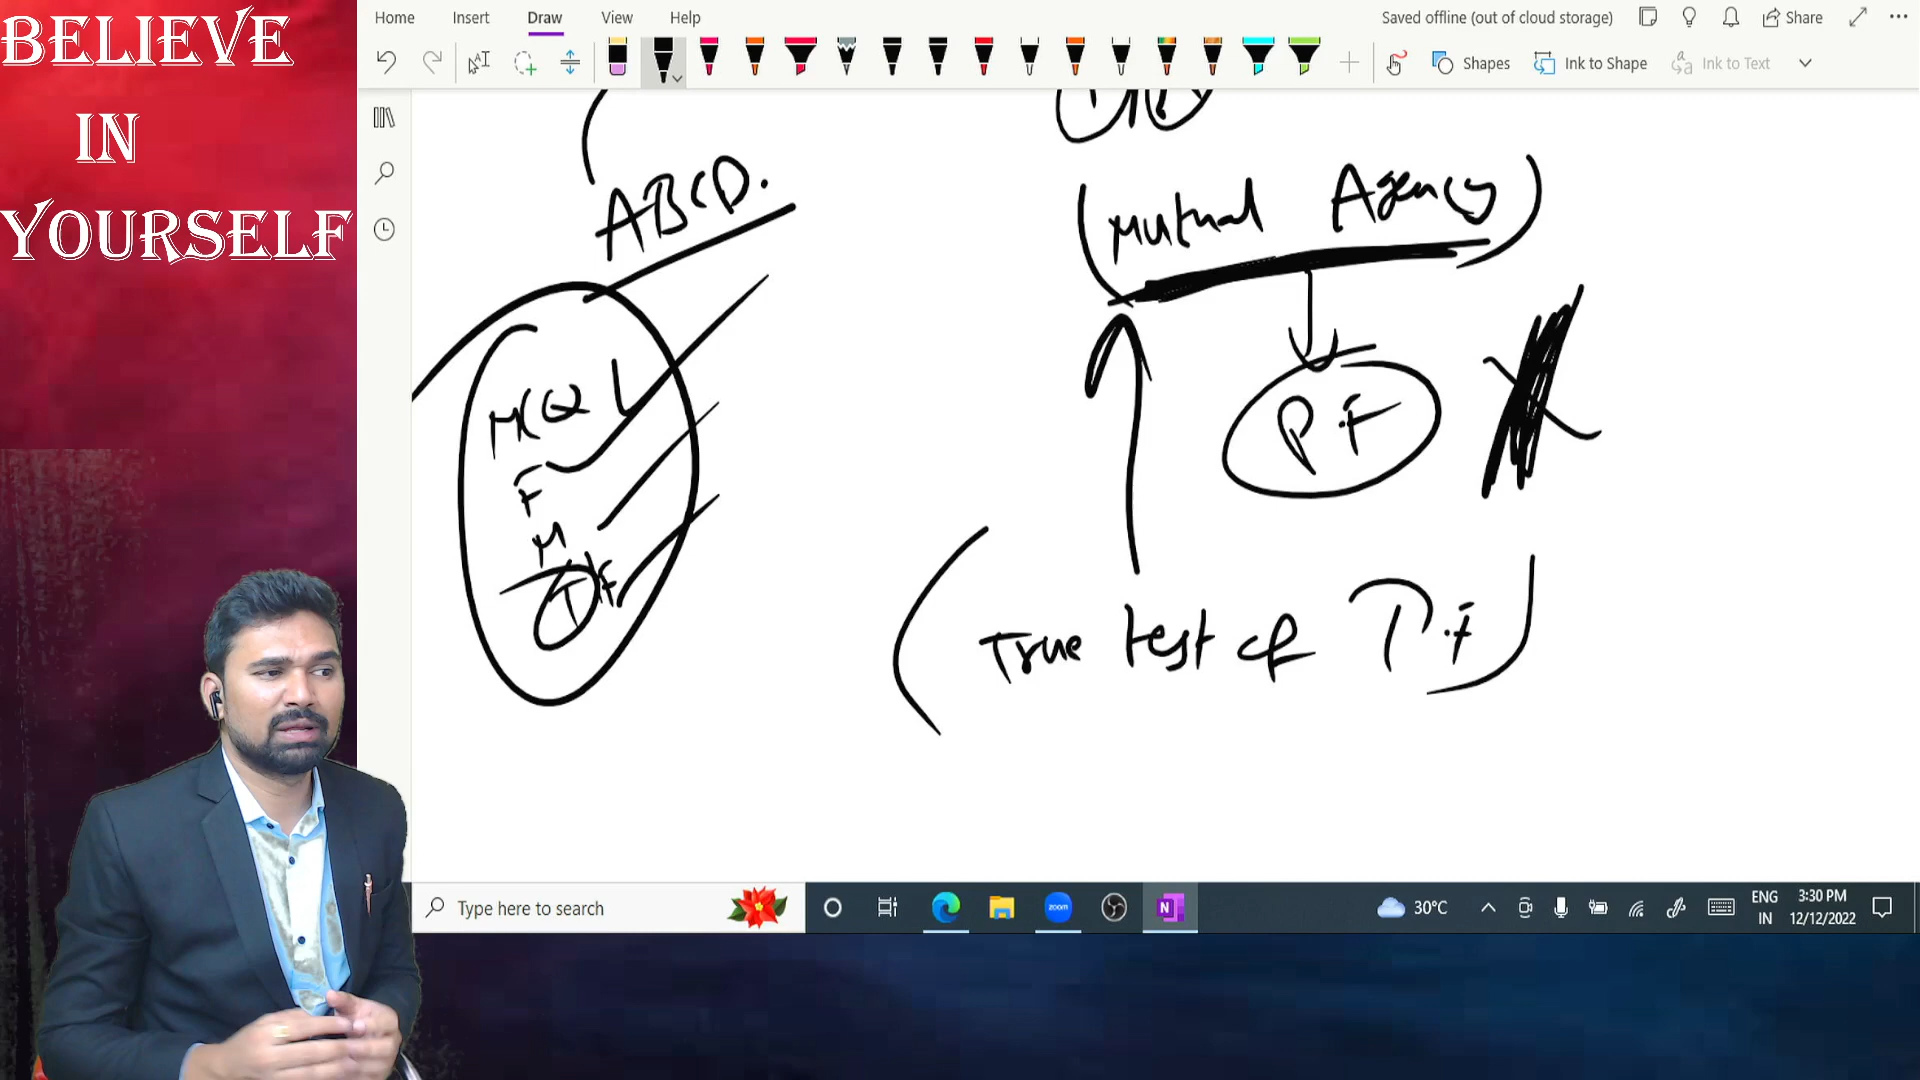 BELIEVE
IN
YOURSELF
Home Insert Draw View Help
Saved offline (out of cloud storage)
Share
Shapes
Ink to Shape
Ink to Text
ABCD.
(Mutual Agency)
MCQ
F
M
T/F
P.F
(True test of P.F)
Type here to search
zoom
N
30°C
ENG
IN
3:30 PM
12/12/2022